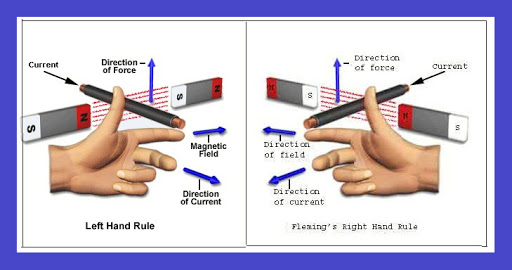 Current
Direction
of Force
S
N
S
Magnetic
Field
Direction
of Current
Left Hand Rule
Direction
of force
Current
N
S
N
S
Direction
of field
Direction
of current
Fleming's Right Hand Rule